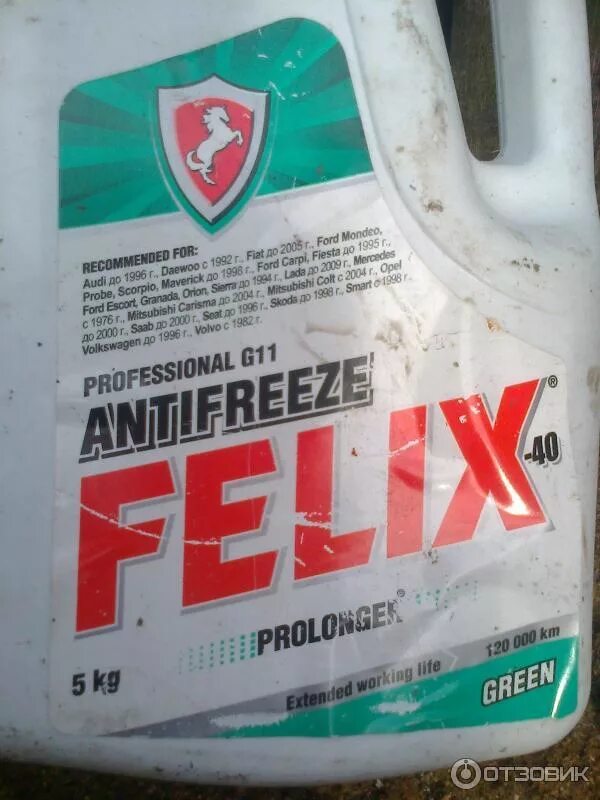 RECOMMENDED FOR:
Audi до 1996 г., Daewoo с 1992 г., Fiat до 2005 г., Ford Mondeo,
Probe, Scorpio, Maverick до 1998 г., Ford Carpi, Fiesta до 1995 г.,
Ford Escort, Granada, Orion, Sierra до 1994 г., Lada до 2009 г., Mercedes
с 1976 г., Mitsubishi Carisma до 2004 г., Mitsubishi Colt с 2004 г., Opel
до 2000 г., Saab до 2000 г., Seat до 1996 г., Skoda до 1998 г., Smart с 1998 г.,
Volkswagen до 1996 г., Volvo с 1982 г.
PROFESSIONAL G11
ANTIFREEZE
FELIX®
-40
PROLONGER®
5 kg
Extended working life 120 000 km
GREEN
ОТЗОВИК